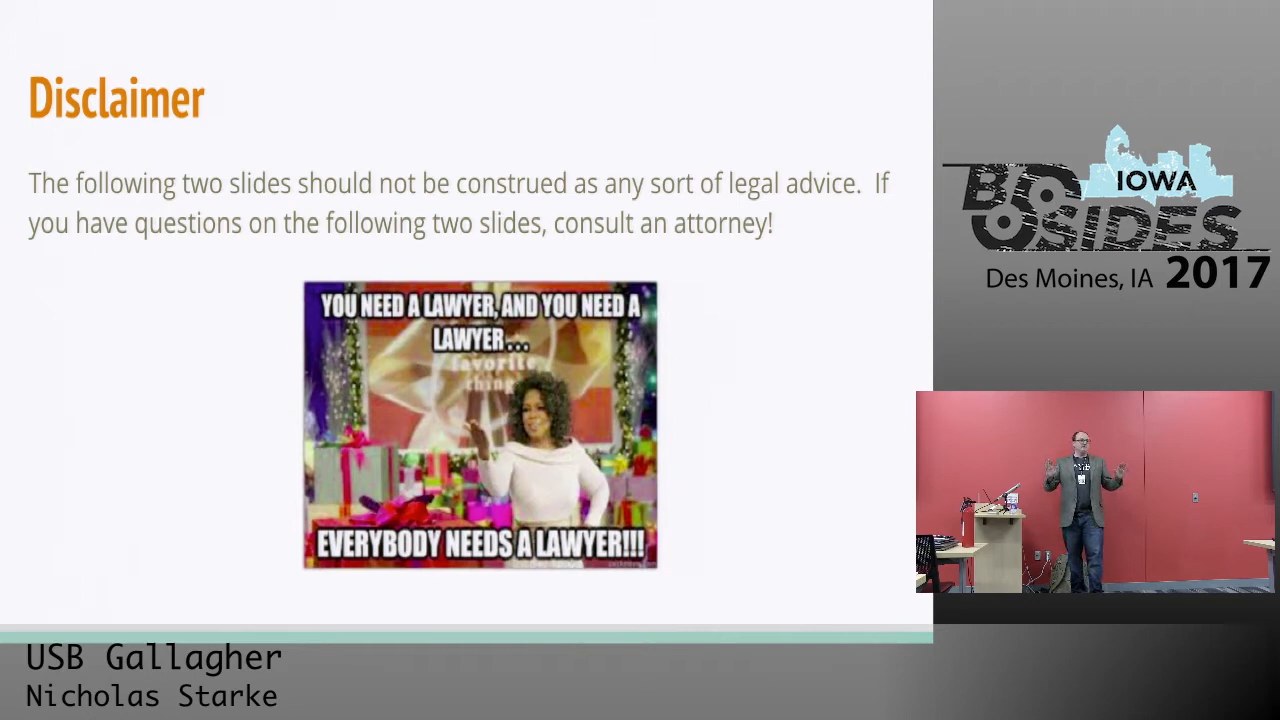 Disclaimer
The following two slides should not be construed as any sort of legal advice.  If
you have questions on the following two slides, consult an attorney!
YOU NEED A LAWYER, AND YOU NEED A
LAWYER...
favorite
thing
EVERYBODY NEEDS A LAWYER!!!
IOWA
BSIDES
Des Moines, IA 2017
USB Gallagher
Nicholas Starke